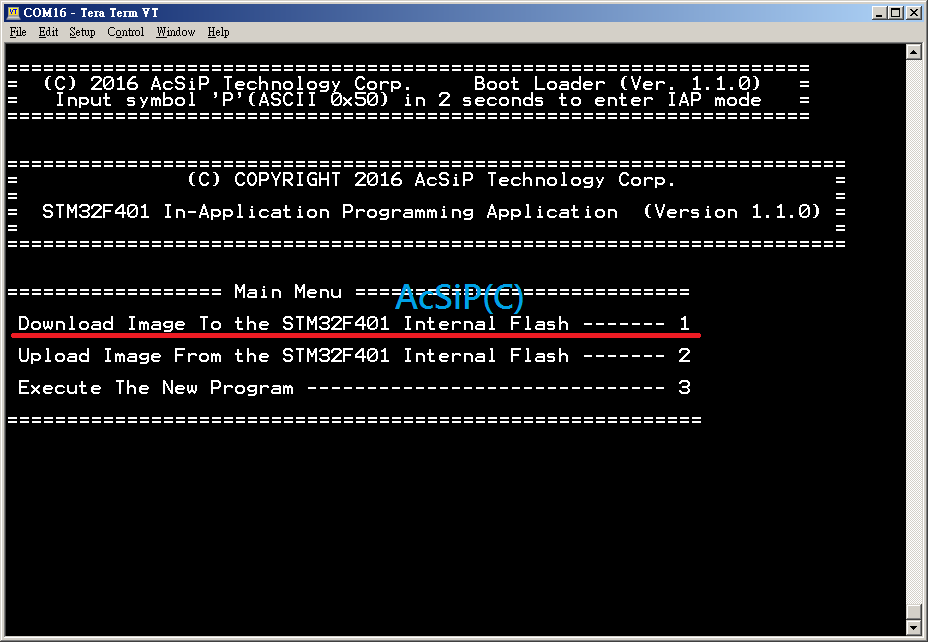 COM16 - Tera Term VT
File Edit Setup Control Window Help
===================================================================
= (C) 2016 AcSiP Technology Corp. Boot Loader (Ver. 1.1.0) =
= Input symbol 'P'(ASCII 0x50) in 2 seconds to enter IAP mode =
===================================================================
======================================================================
= (C) COPYRIGHT 2016 AcSiP Technology Corp. =
= =
= STM32F401 In-Application Programming Application (Version 1.1.0) =
= =
======================================================================
================== Main Menu ============================
AcSiP(C)
Download Image To the STM32F401 Internal Flash ------- 1
Upload Image From the STM32F401 Internal Flash ------- 2
Execute The New Program ------------------------------ 3
==========================================================